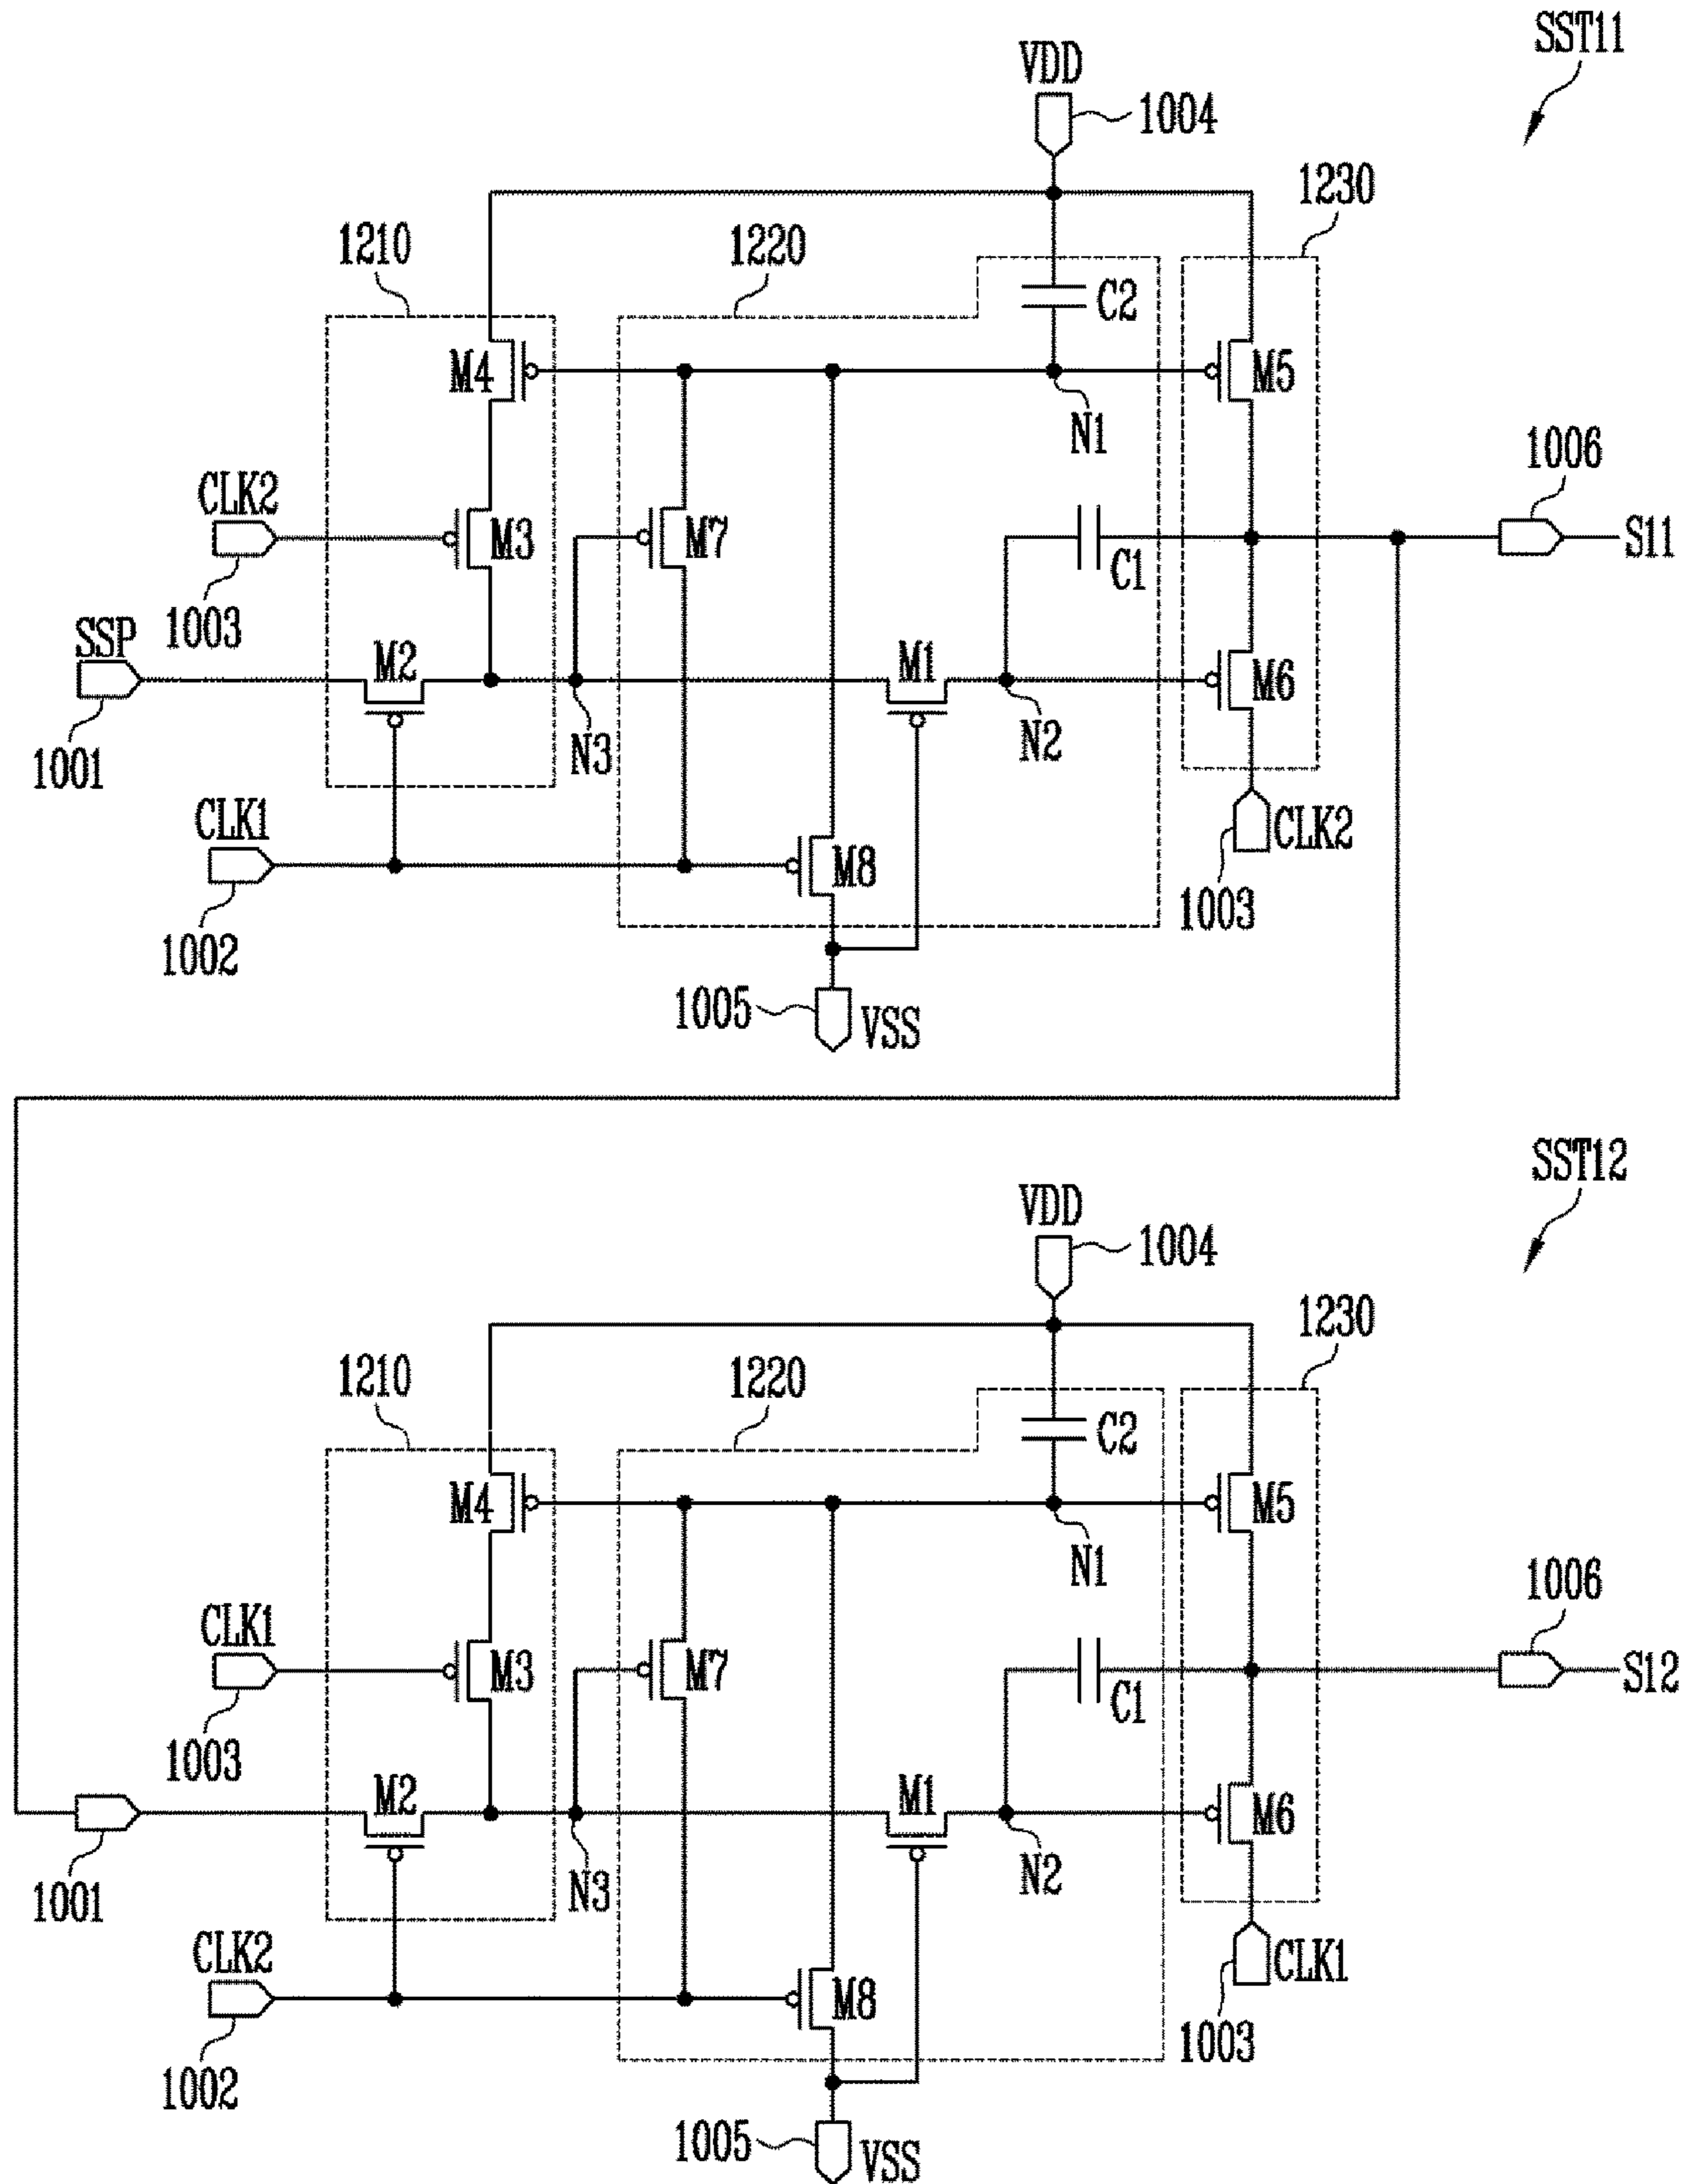 SST11
VDD
1004
1230
1210
1220
C2
M4
M5
N1
CLK2
1006
M3
M7
S11
C1
1003
SSP
M2
M1
M6
N3
N2
1001
CLK1
CLK2
M8
1003
1002
1005
VSS
SST12
VDD
1004
1230
1210
1220
C2
M4
M5
N1
1006
CLK1
M3
M7
S12
C1
1003
M2
M1
M6
N3
N2
1001
CLK2
CLK1
M8
1003
1002
1005
VSS